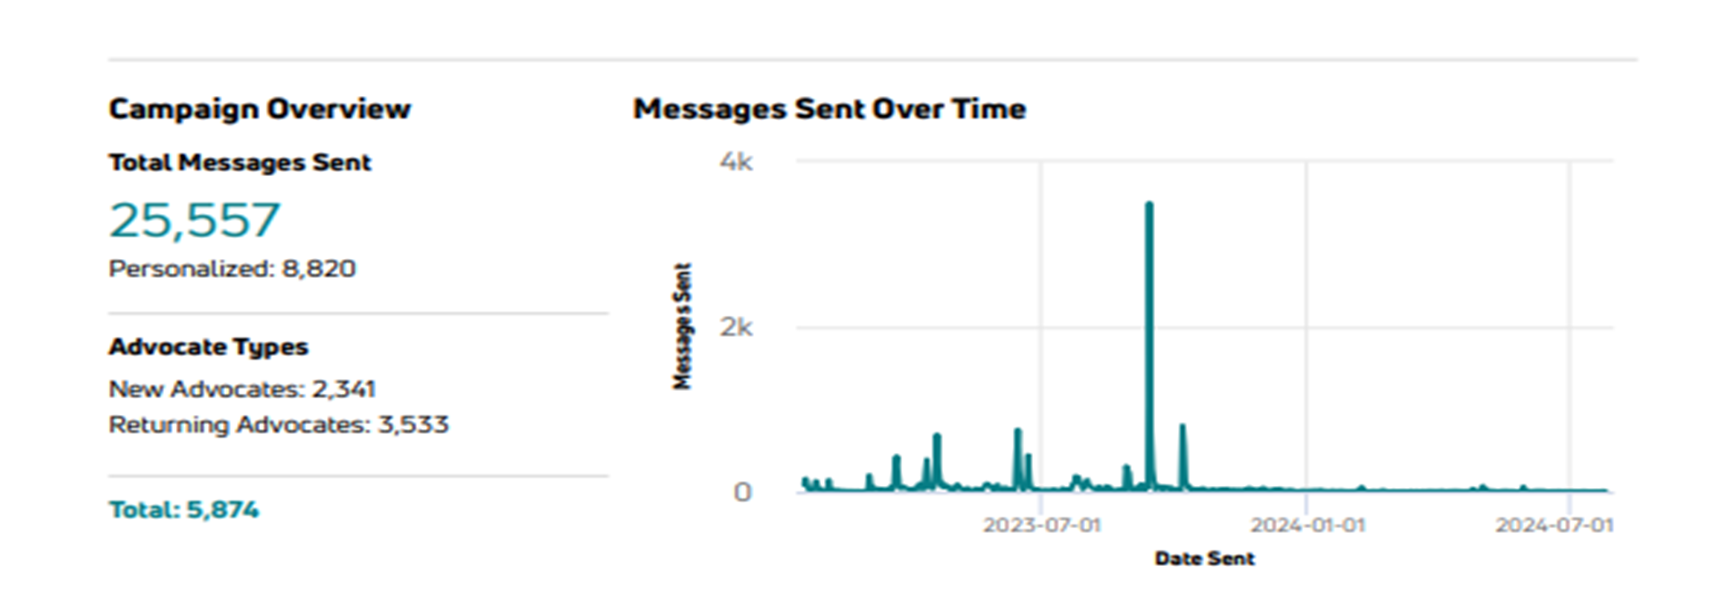 Campaign Overview
Total Messages Sent
25,557
Personalized: 8,820
Advocate Types
New Advocates: 2,341
Returning Advocates: 3,533
Total: 5,874
Messages Sent Over Time
4k
2k
0
Messages Sent
2023-07-01
2024-01-01
2024-07-01
Date Sent